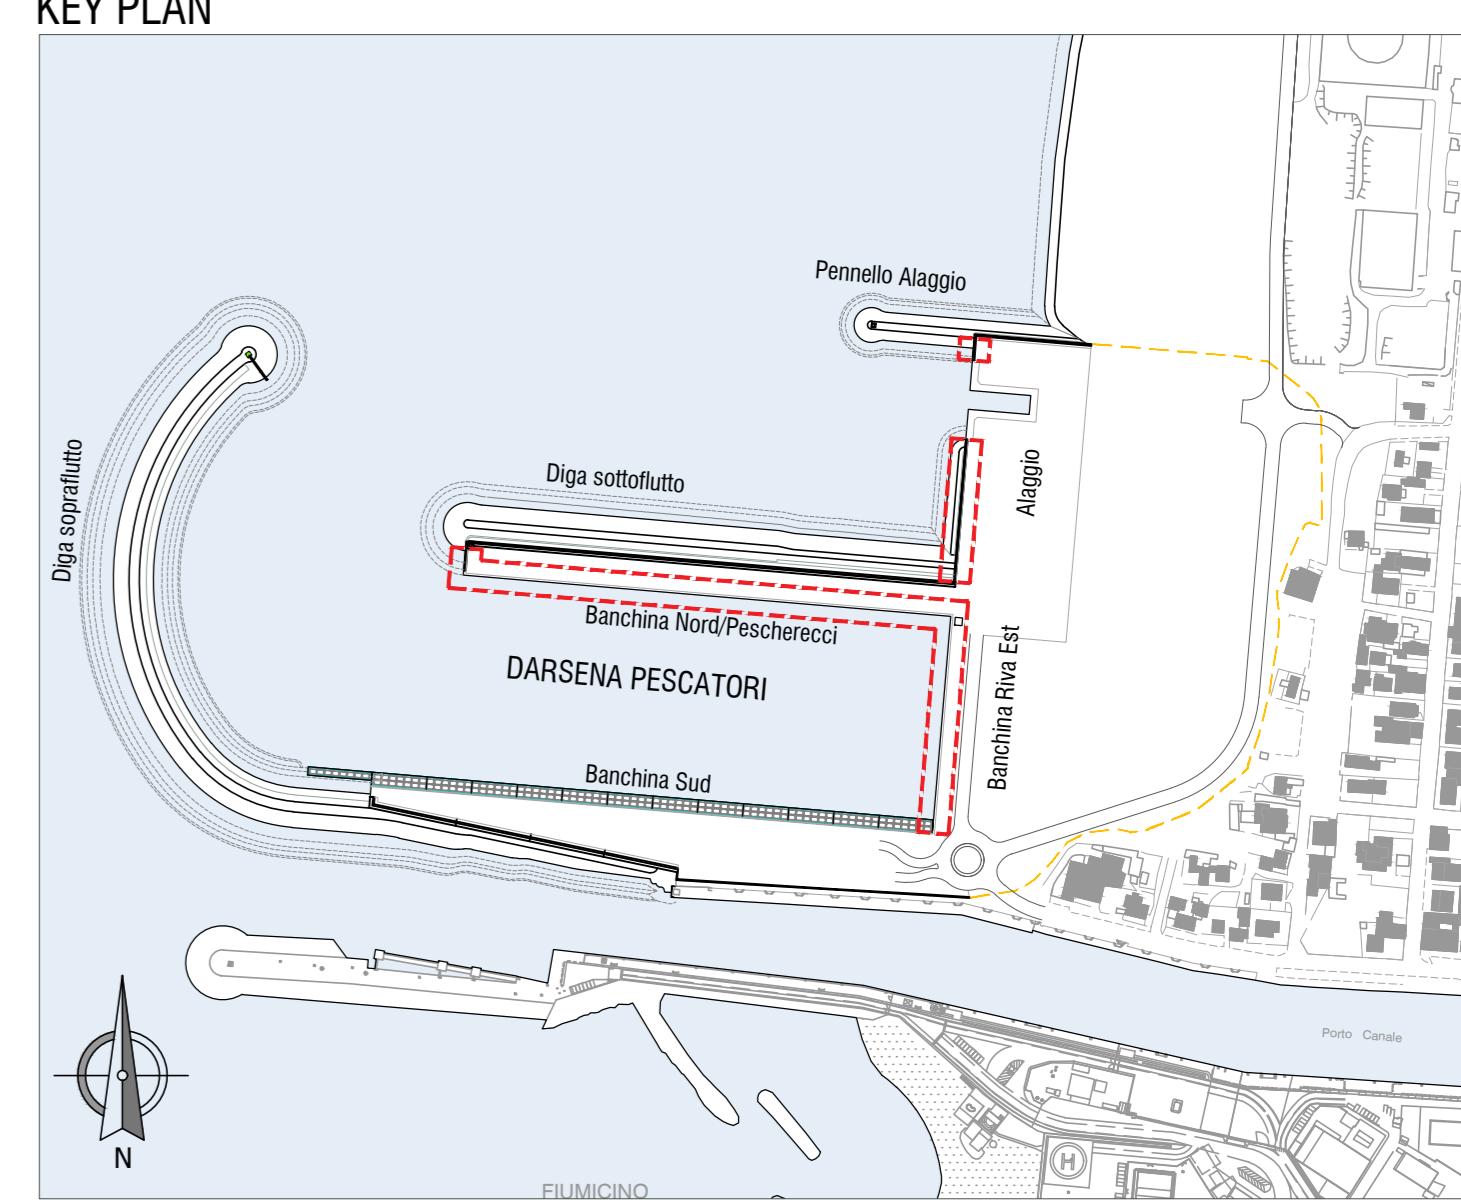 KEY PLAN
Pennello Alaggio
Diga sopraflutto
Diga sottoflutto
Alaggio
Banchina Nord/Pescherecci
DARSENA PESCATORI
Banchina Riva Est
Banchina Sud
Porto Canale
N
H
FIUMICINO